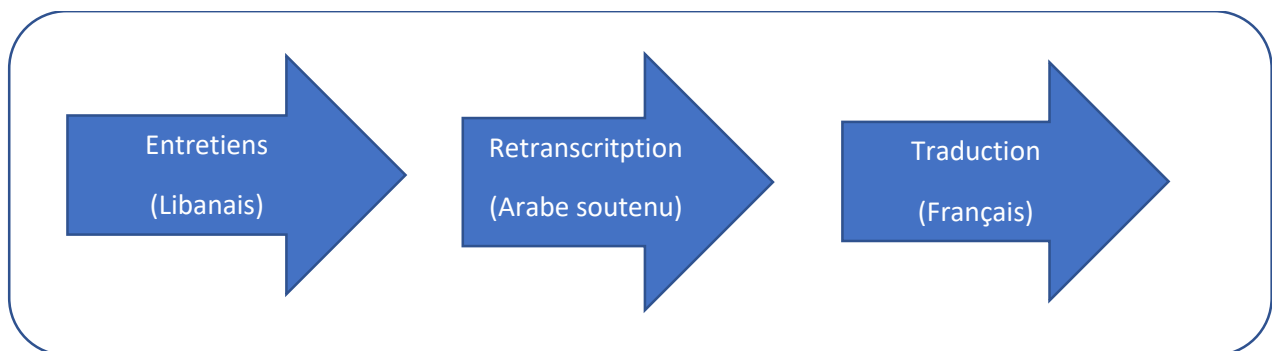 Entretiens
(Libanais)
Retranscritption
(Arabe soutenu)
Traduction
(Français)